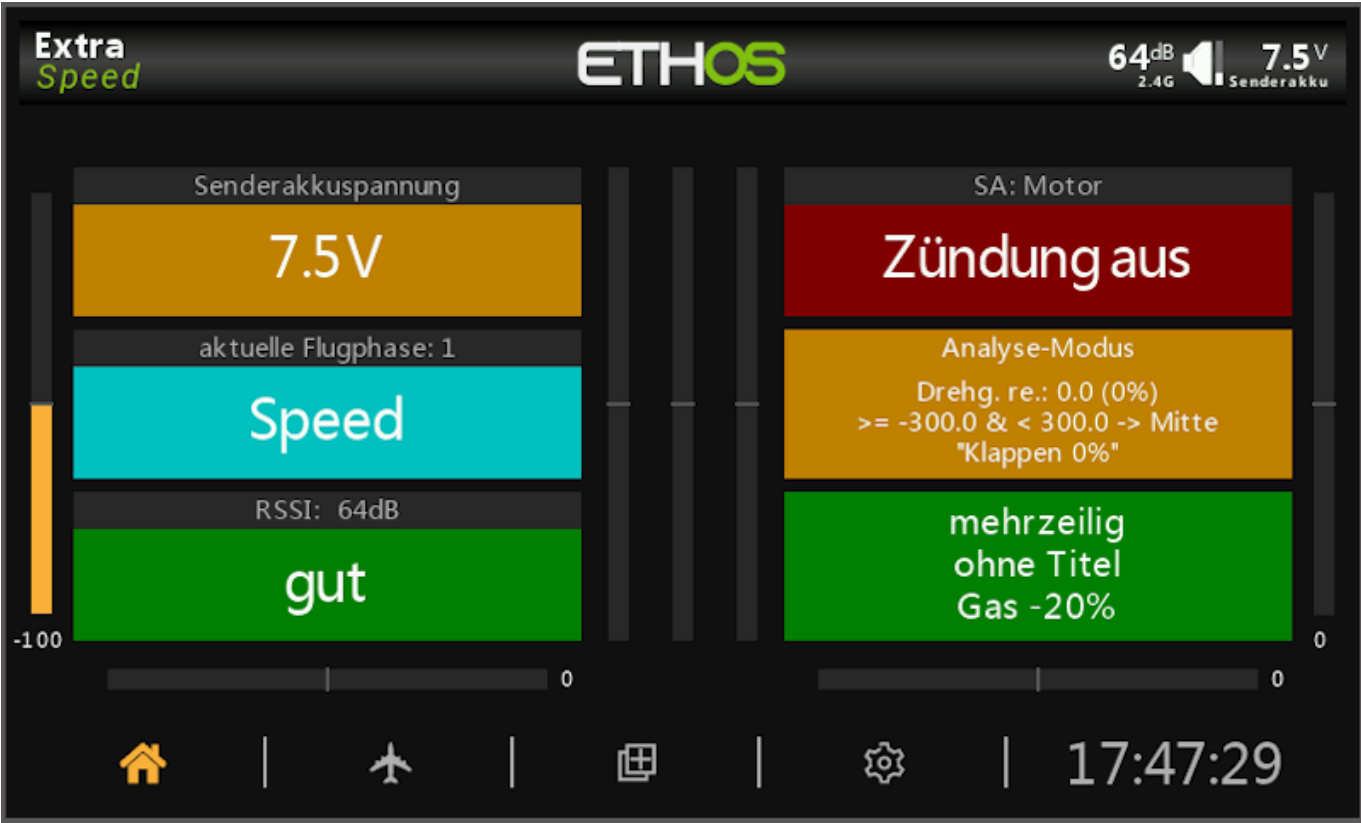 Extra
Speed
ETHOS
64dB
2.4G
7.5V
Senderakku
Senderakkuspannung
7.5V
aktuelle Flugphase: 1
Speed
RSSI: 64dB
gut
SA: Motor
Zündung aus
Analyse-Modus
Drehg. re.: 0.0 (0%)
>= -300.0 & < 300.0 -> Mitte
"Klappen 0%"
mehrzeilig
ohne Titel
Gas -20%
-100
0
0
0
17:47:29